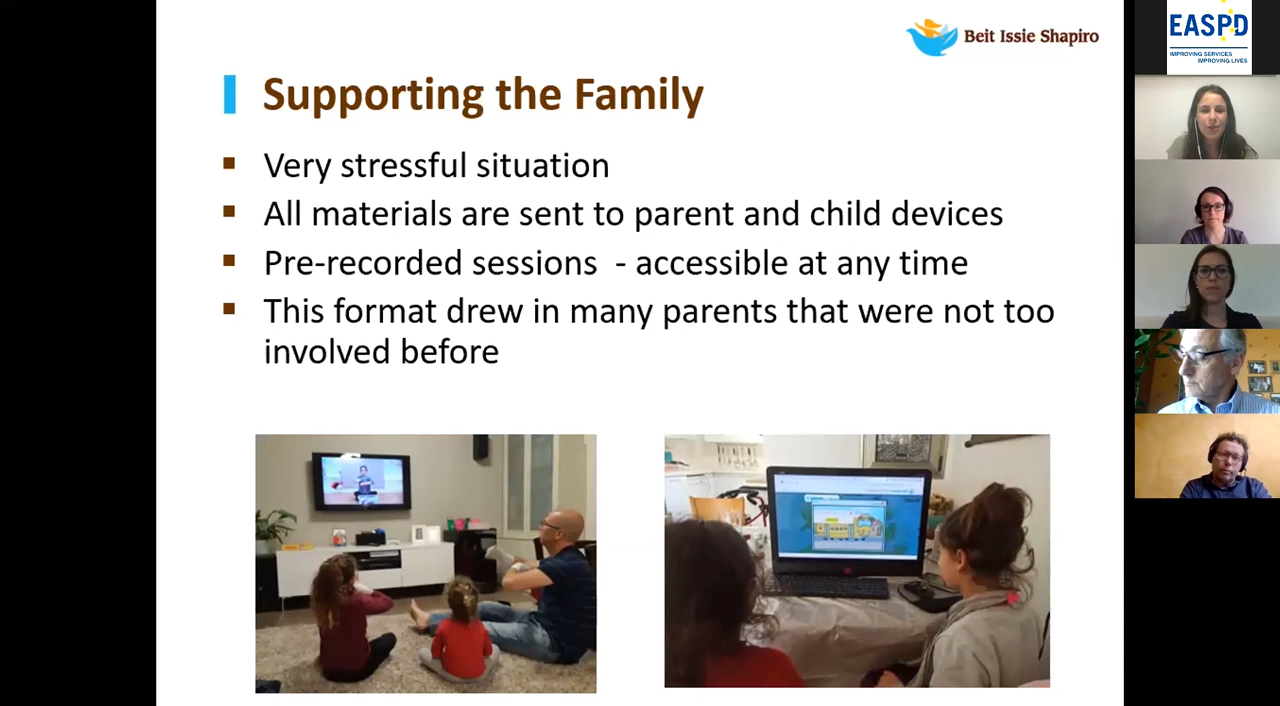 Beit Issie Shapiro
Supporting the Family
▪ Very stressful situation
▪ All materials are sent to parent and child devices
▪ Pre-recorded sessions - accessible at any time
▪ This format drew in many parents that were not too
involved before
EASPD
IMPROVING SERVICES
IMPROVING LIVES